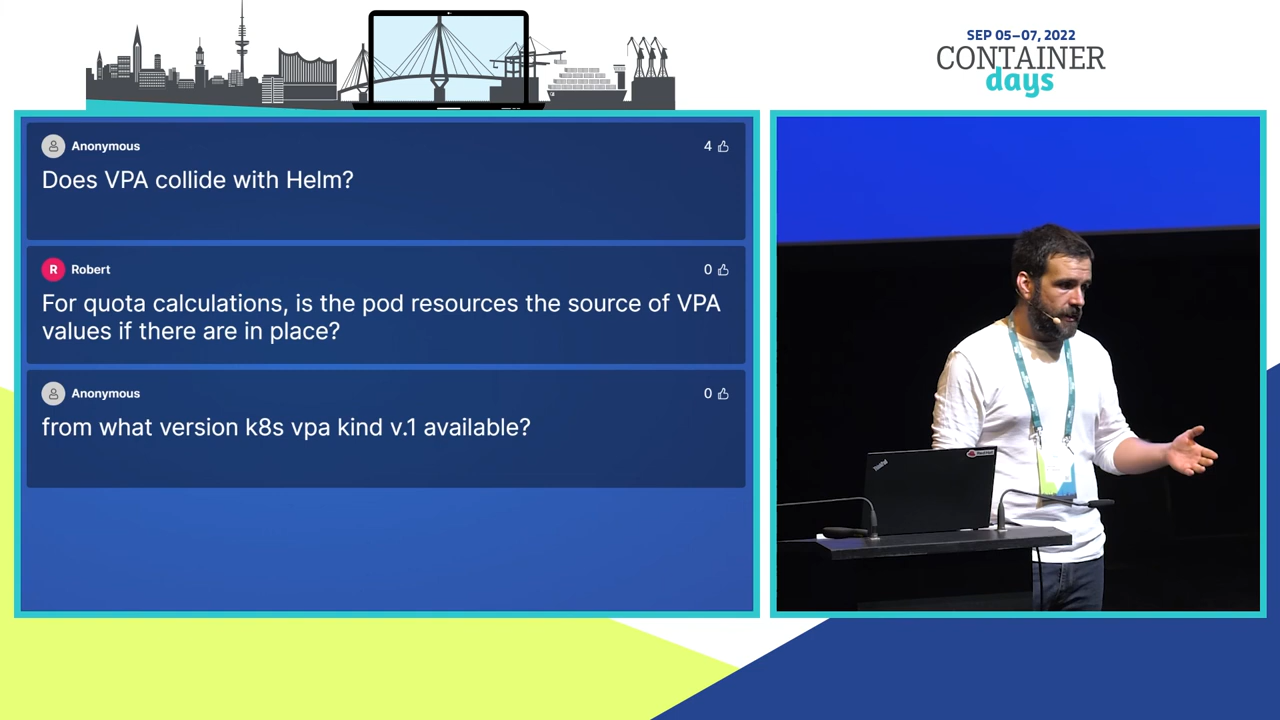 SEP 05–07, 2022
CONTAINER
days
Anonymous
4
Does VPA collide with Helm?
R
Robert
0
For quota calculations, is the pod resources the source of VPA
values if there are in place?
Anonymous
0
from what version k8s vpa kind v.1 available?
ThinkPad